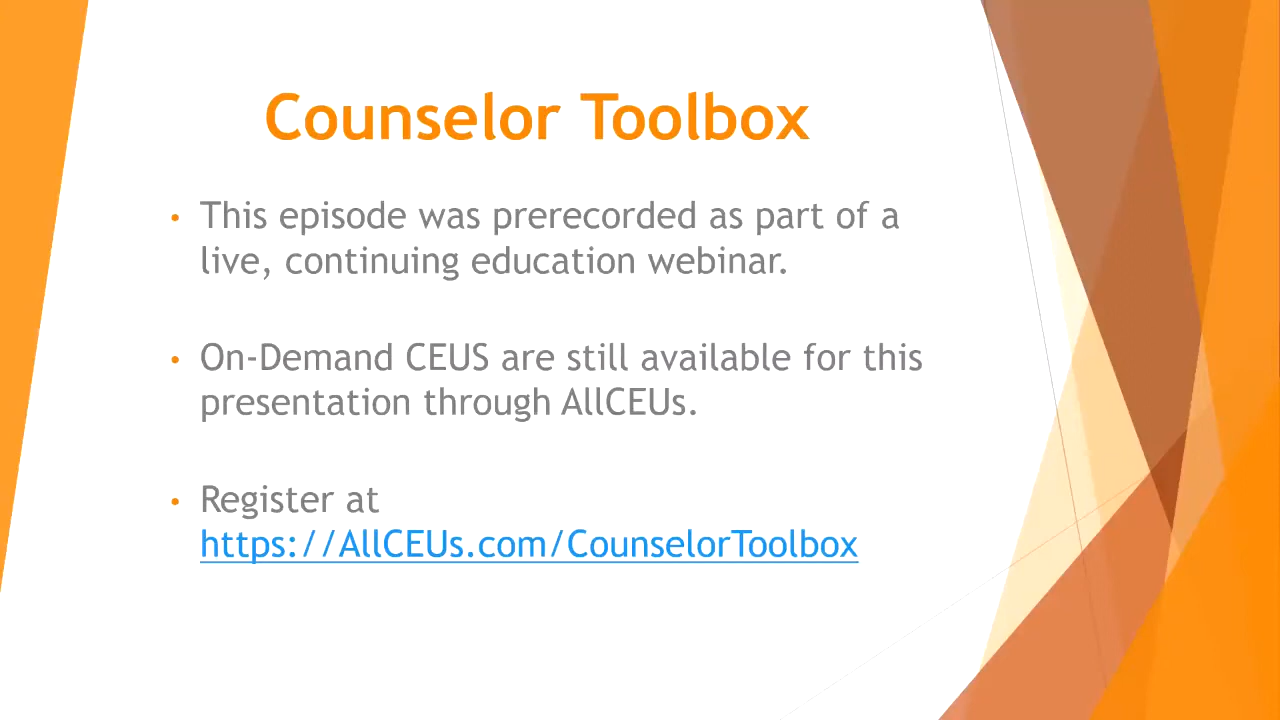 Counselor Toolbox
• This episode was prerecorded as part of a
live, continuing education webinar.
• On-Demand CEUS are still available for this
presentation through AllCEUs.
• Register at
https://AllCEUs.com/CounselorToolbox